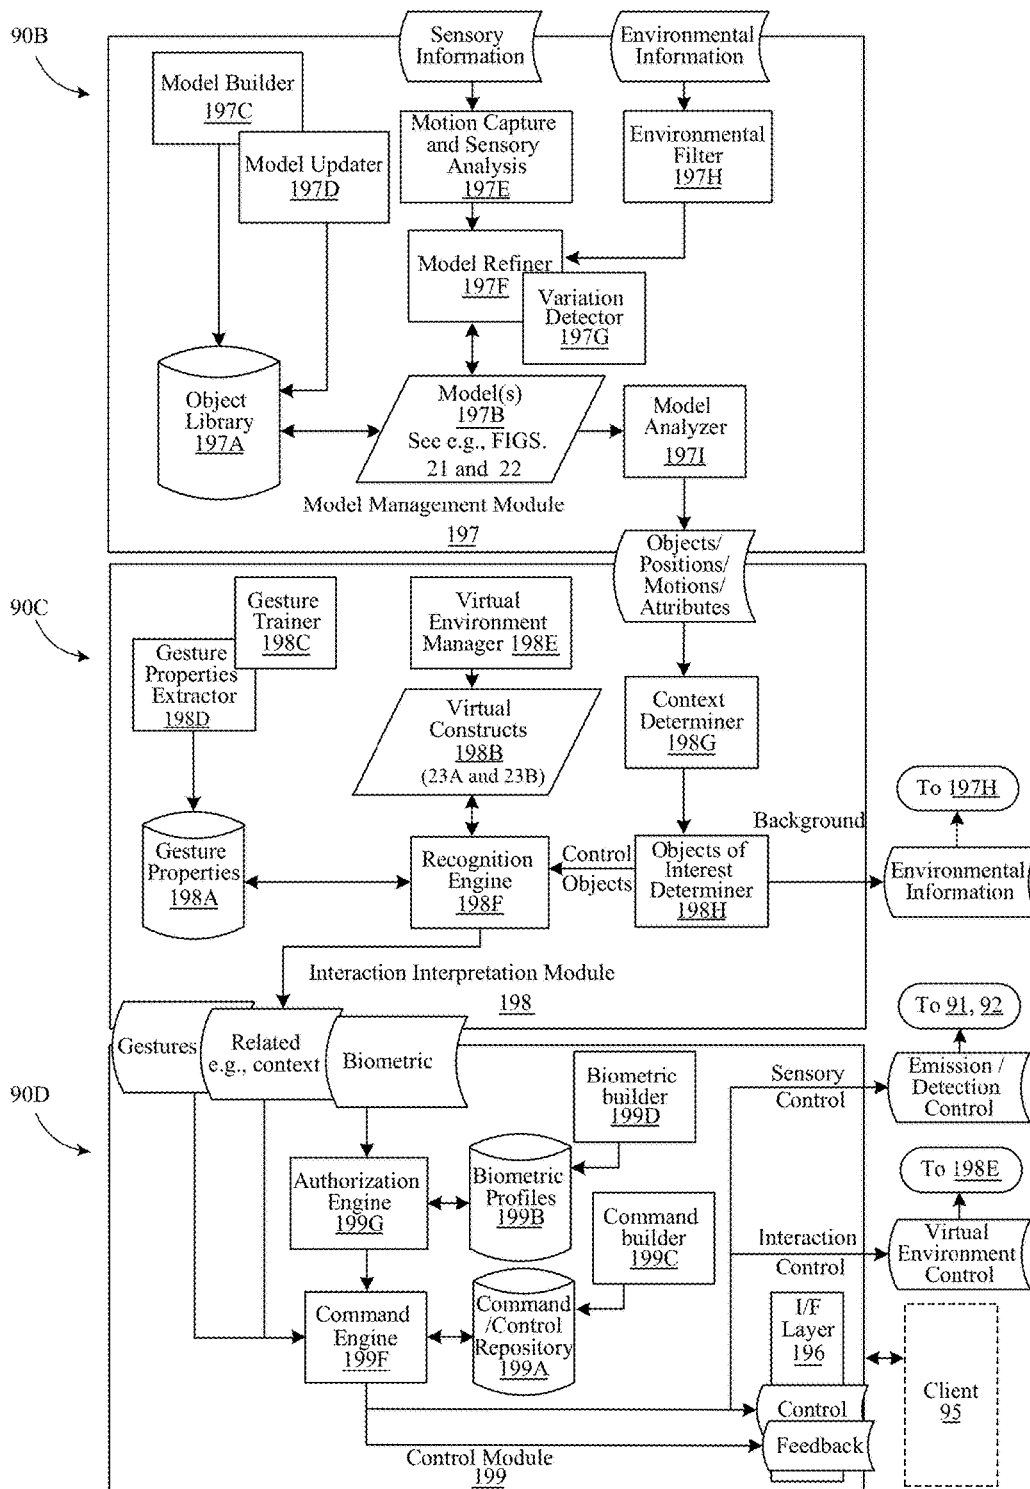 90B
Sensory
Information
Environmental
Information
Model Builder
197C
Model Updater
197D
Motion Capture
and Sensory
Analysis
197E
Environmental
Filter
197H
Model Refiner
197F
Variation
Detector
197G
Object
Library
197A
Model(s)
197B
See e.g., FIGS.
21 and 22
Model
Analyzer
197I
Model Management Module
197
Objects/
Positions/
Motions/
Attributes
90C
Gesture
Trainer
198C
Gesture
Properties
Extractor
198D
Virtual
Environment
Manager 198E
Virtual
Constructs
198B
(23A and 23B)
Context
Determiner
198G
To 197H
Background
Gesture
Properties
198A
Recognition
Engine
198F
Control
Objects
Objects of
Interest
Determiner
198H
Environmental
Information
Interaction Interpretation Module
198
To 91, 92
Gestures
Related
e.g., context
Biometric
90D
Biometric
builder
199D
Sensory
Control
Emission /
Detection
Control
Authorization
Engine
199G
Biometric
Profiles
199B
To 198E
Command
builder
199C
Interaction
Control
Virtual
Environment
Control
Command
Engine
199F
Command
/Control
Repository
199A
I/F
Layer
196
Client
95
Control
Feedback
Control Module
199